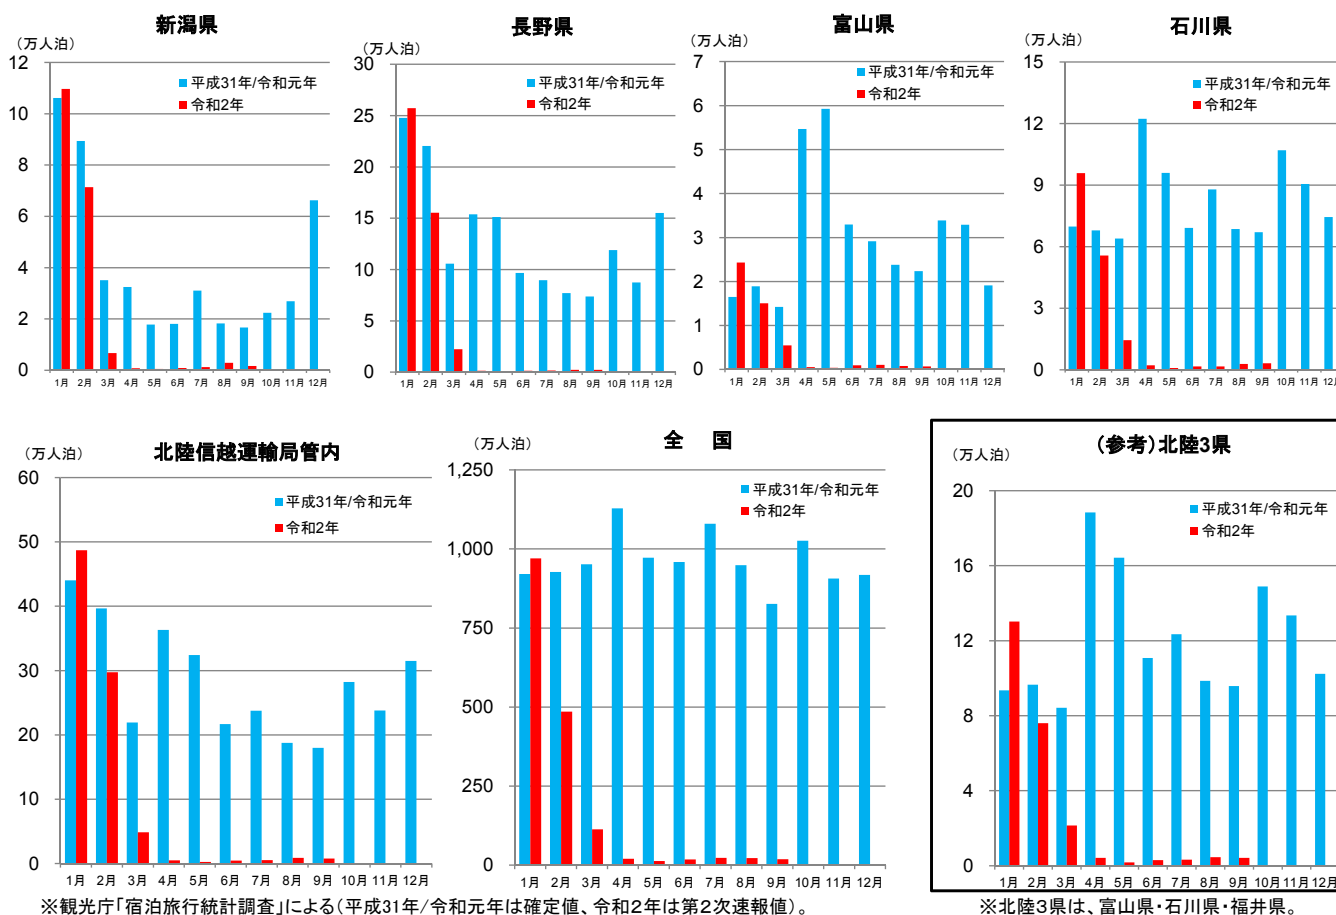 新潟県
(万人泊)
平成31年/令和元年
令和2年
12
10
8
6
4
2
0
1月 2月 3月 4月 5月 6月 7月 8月 9月 10月 11月 12月
長野県
(万人泊)
平成31年/令和元年
令和2年
30
25
20
15
10
5
0
1月 2月 3月 4月 5月 6月 7月 8月 9月 10月 11月 12月
富山県
(万人泊)
平成31年/令和元年
令和2年
7
6
5
4
3
2
1
0
1月 2月 3月 4月 5月 6月 7月 8月 9月 10月 11月 12月
石川県
(万人泊)
平成31年/令和元年
令和2年
15
12
9
6
3
0
1月 2月 3月 4月 5月 6月 7月 8月 9月 10月 11月 12月
北陸信越運輸局管内
(万人泊)
平成31年/令和元年
令和2年
60
50
40
30
20
10
0
1月 2月 3月 4月 5月 6月 7月 8月 9月 10月 11月 12月
全 国
(万人泊)
平成31年/令和元年
令和2年
1,250
1,000
750
500
250
0
1月 2月 3月 4月 5月 6月 7月 8月 9月 10月 11月 12月
(参考)北陸3県
(万人泊)
平成31年/令和元年
令和2年
20
16
12
8
4
0
1月 2月 3月 4月 5月 6月 7月 8月 9月 10月 11月 12月
※観光庁「宿泊旅行統計調査」による(平成31年/令和元年は確定値、令和2年は第2次速報値)。
※北陸3県は、富山県・石川県・福井県。